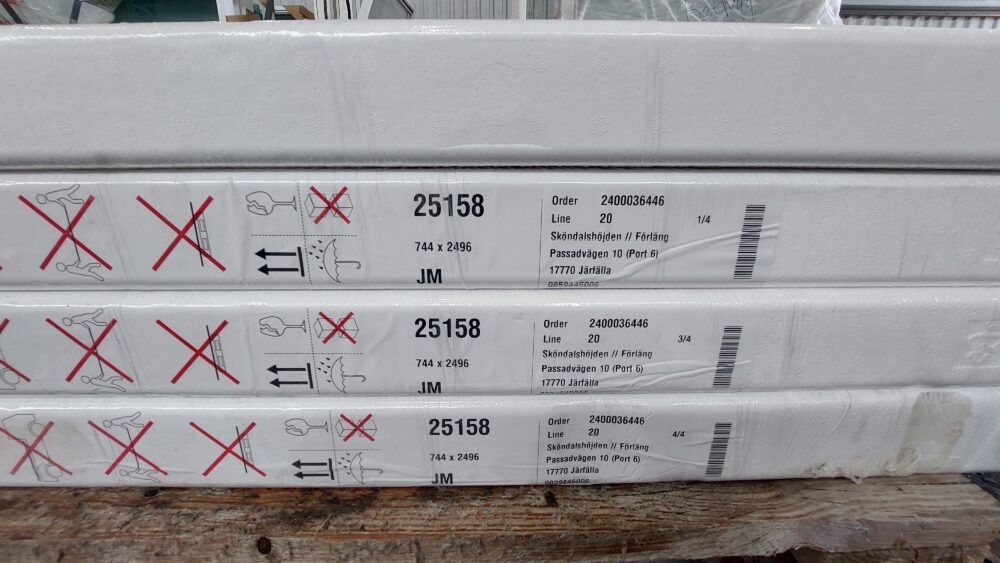 25158
744 x 2496
JM
Order 2400036446
Line 20 1/4
Sköndalshöjden // Förläng
Passadvägen 10 (Port 6)
17770 Järfälla
0859845006
25158
744 x 2496
JM
Order 2400036446
Line 20 3/4
Sköndalshöjden // Förläng
Passadvägen 10 (Port 6)
17770 Järfälla
25158
744 x 2496
JM
Order 2400036446
Line 20 4/4
Sköndalshöjden // Förläng
Passadvägen 10 (Port 6)
17770 Järfälla